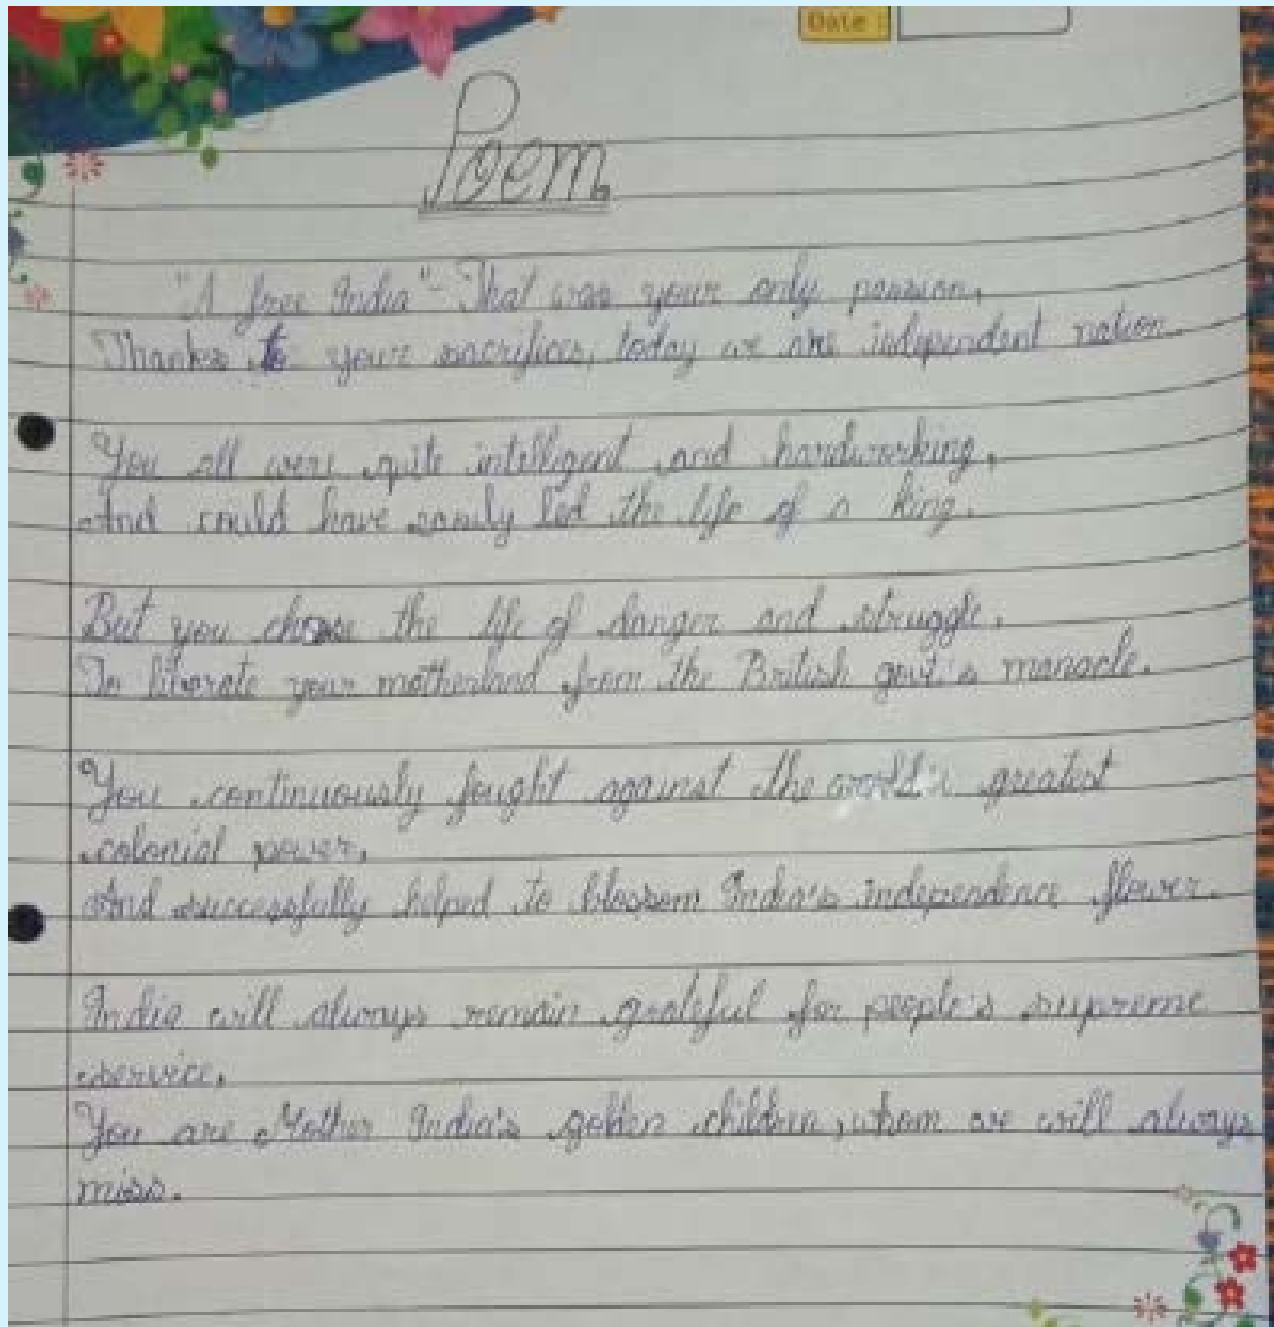 Date :
Poem
"A free India" - That was your only passion,
Thanks to your sacrifices, today we are independent nation.
You all were quite intelligent and hardworking,
And could have easily led the life of a king.
But you choose the life of danger and struggle,
To liberate your motherland from the British govt.'s manacle.
You continuously fought against the world's greatest
colonial power,
And successfully helped to blossom India's independence flower.
India will always remain grateful for people's supreme
service,
You are Mother India's golden children, whom we will always
miss.